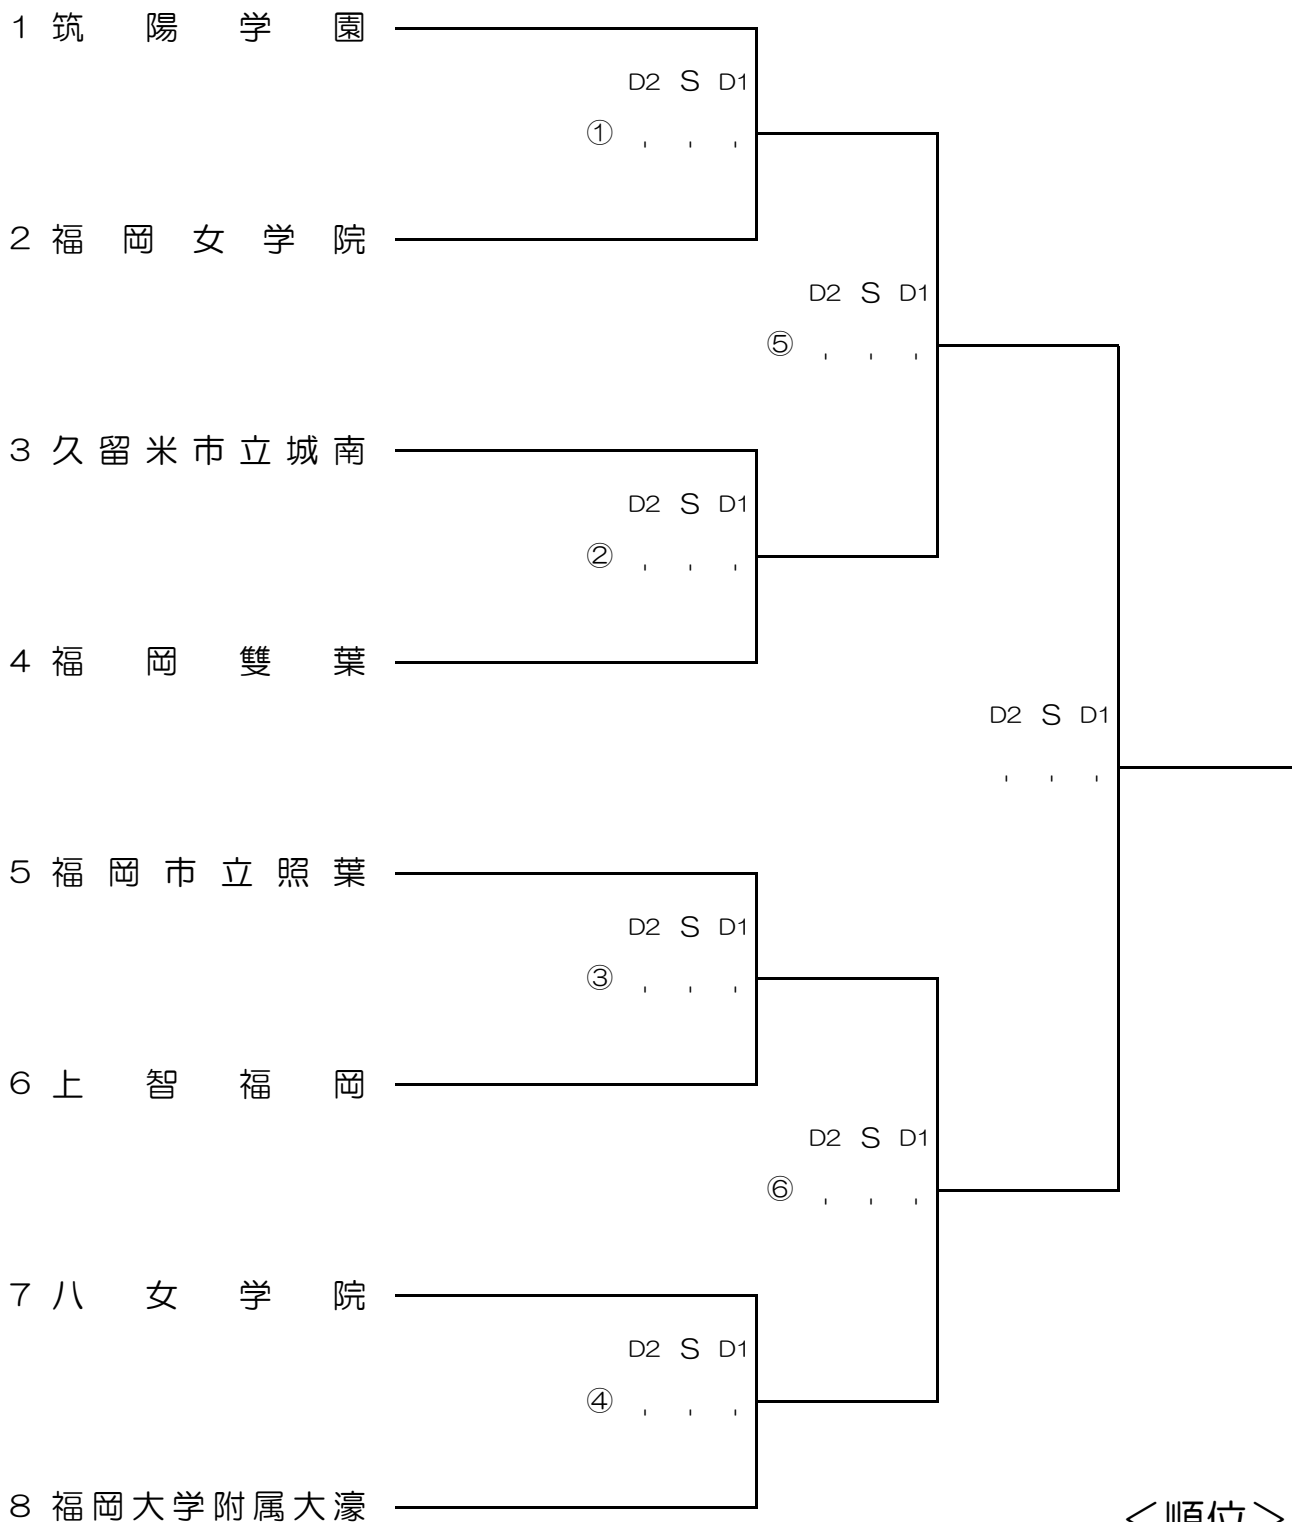 1 筑陽学園
D2 S D1
① , , ,
2 福岡女学院
D2 S D1
⑤ , , ,
3 久留米市立城南
D2 S D1
② , , ,
4 福岡雙葉
D2 S D1
, , ,
5 福岡市立照葉
D2 S D1
③ , , ,
6 上智福岡
D2 S D1
⑥ , , ,
7 八女学院
D2 S D1
④ , , ,
8 福岡大学附属大濠
＜順位＞